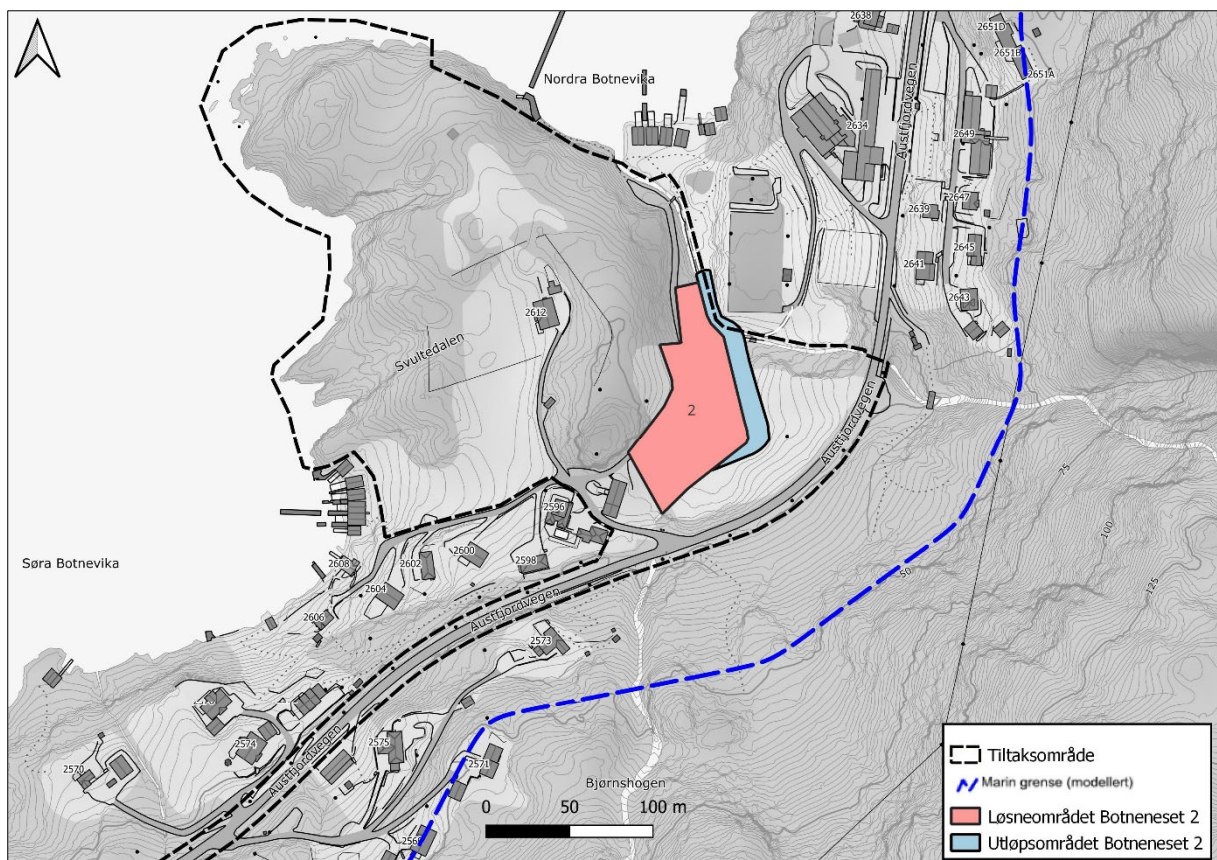 2638
2651D
2651B
2651A
Nordra Botnevika
2634
Austfjordvegen
2649
2647
2639
2645
2641
2643
2612
Svultedalen
2
Austfjordvegen
2596
75
100
125
50
Søra Botnevika
2608
2602
2600
2598
2604
2606
Austfjordvegen
2573
2574
2575
2571
2570
Austfjordvegen
Bjørnshogen
0 50 100 m
Tiltaksområde
Marin grense (modellert)
Løsneområdet Botneneset 2
Utløpsområdet Botneneset 2